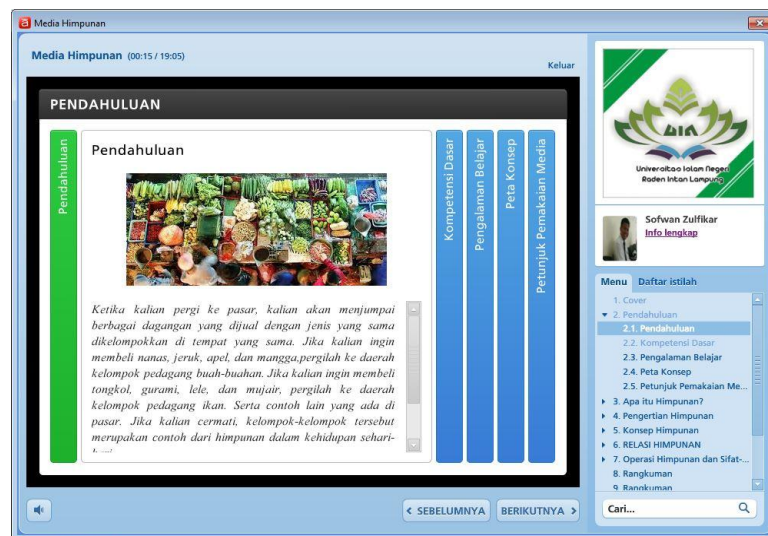 Media Himpunan
Media Himpunan (00:15 / 19:05)
Keluar
PENDAHULUAN
Pendahuluan
Pendahuluan
Ketika kalian pergi ke pasar, kalian akan menjumpai
berbagai dagangan yang dijual dengan jenis yang sama
dikelompokkan di tempat yang sama. Jika kalian ingin
membeli nanas, jeruk, apel, dan mangga,pergilah ke daerah
kelompok pedagang buah-buahan. Jika kalian ingin membeli
tongkol, gurami, lele, dan mujair, pergilah ke daerah
kelompok pedagang ikan. Serta contoh lain yang ada di
pasar. Jika kalian cermati, kelompok-kelompok tersebut
merupakan contoh dari himpunan dalam kehidupan sehari-
Kompetensi Dasar
Pengalaman Belajar
Peta Konsep
Petunjuk Pemakaian Media
SEBELUMNYA
BERIKUTNYA
UIN
Universitas Islam Negeri
Raden Intan Lampung
Sofwan Zulfikar
Info lengkap
Menu Daftar istilah
1. Cover
2. Pendahuluan
2.1. Pendahuluan
2.2. Kompetensi Dasar
2.3. Pengalaman Belajar
2.4. Peta Konsep
2.5. Petunjuk Pemakaian Me...
3. Apa itu Himpunan?
4. Pengertian Himpunan
5. Konsep Himpunan
6. RELASI HIMPUNAN
7. Operasi Himpunan dan Sifat-...
8. Rangkuman
9. Rangkuman
Cari...